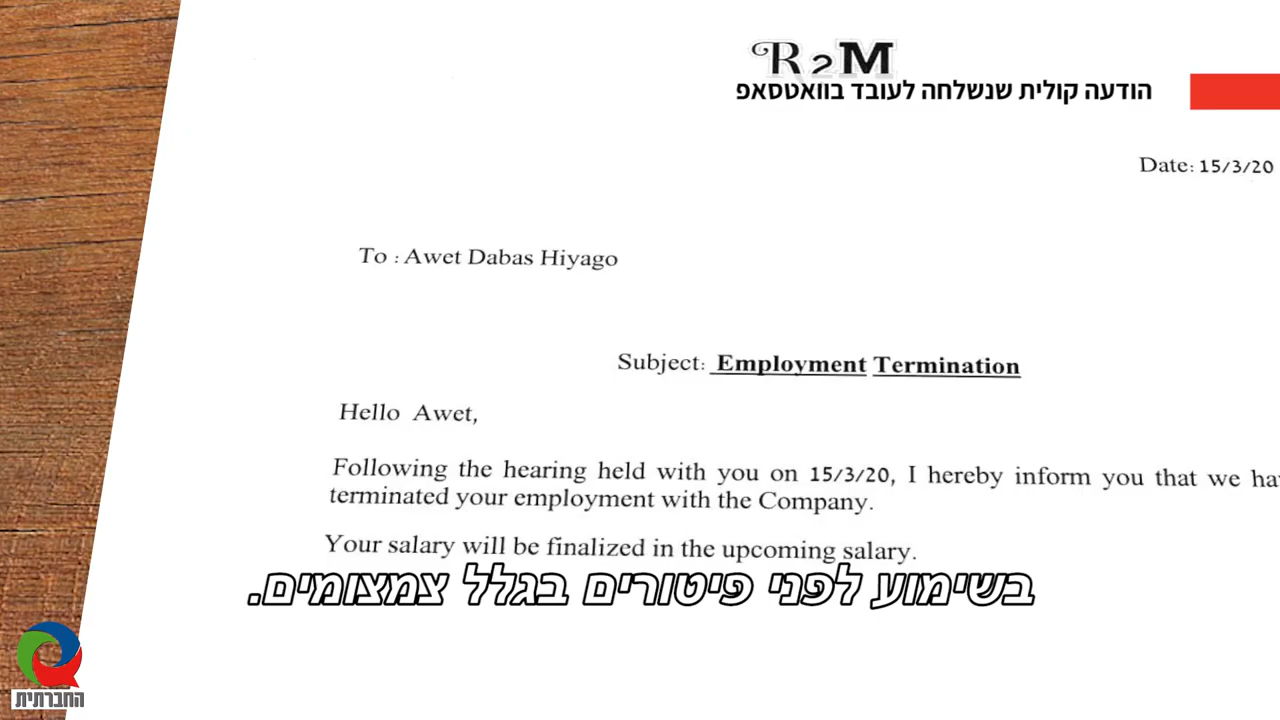 R2M
הודעה קולית שנשלחה לעובד בוואטסאפ
Date: 15/3/20
To : Awet Dabas Hiyago
Subject: Employment Termination
Hello Awet,
Following the hearing held with you on 15/3/20, I hereby inform you that we hav
terminated your employment with the Company.
Your salary will be finalized in the upcoming salary.
בשימוע לפני פיטורים בגלל צמצומים.
החברתית